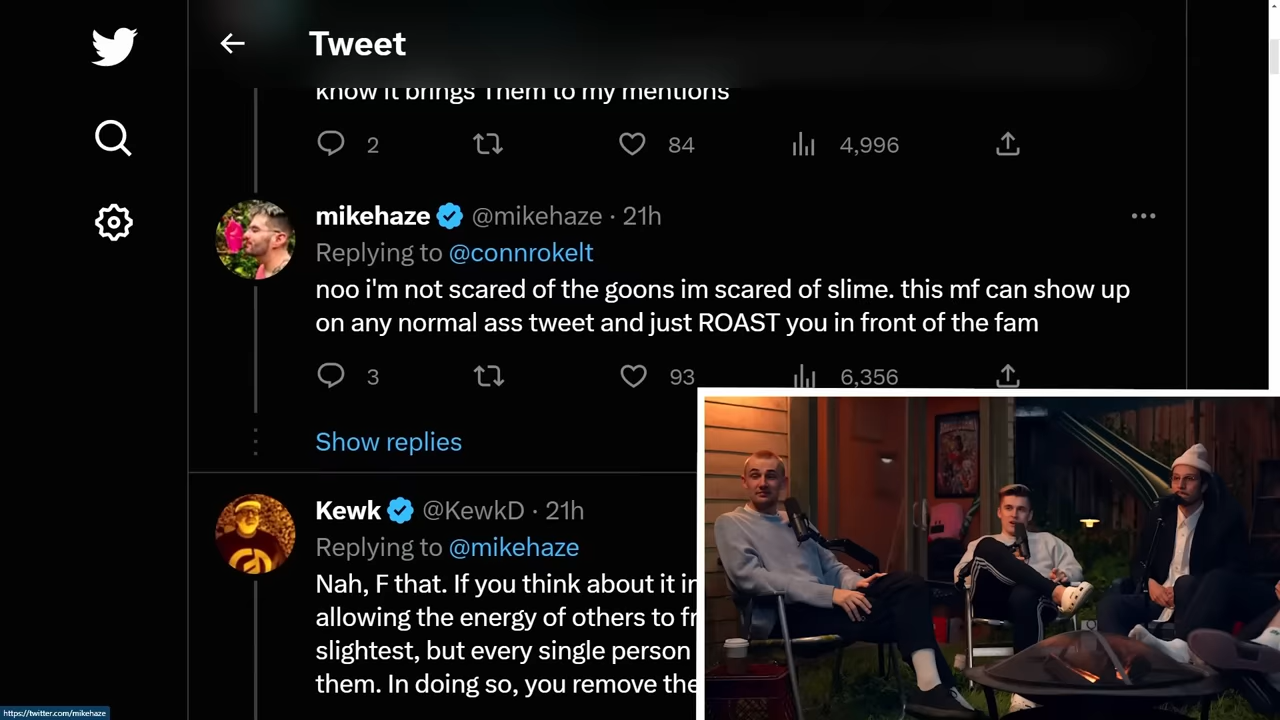 Tweet
know it brings Them to my mentions
2 84 4,996
mikehaze @mikehaze · 21h
Replying to @connrokelt
noo i'm not scared of the goons im scared of slime. this mf can show up
on any normal ass tweet and just ROAST you in front of the fam
3 93 6,356
Show replies
Kewk @KewkD · 21h
Replying to @mikehaze
Nah, F that. If you think about it in
allowing the energy of others to
slightest, but every single person
them. In doing so, you remove the
https://twitter.com/mikehaze